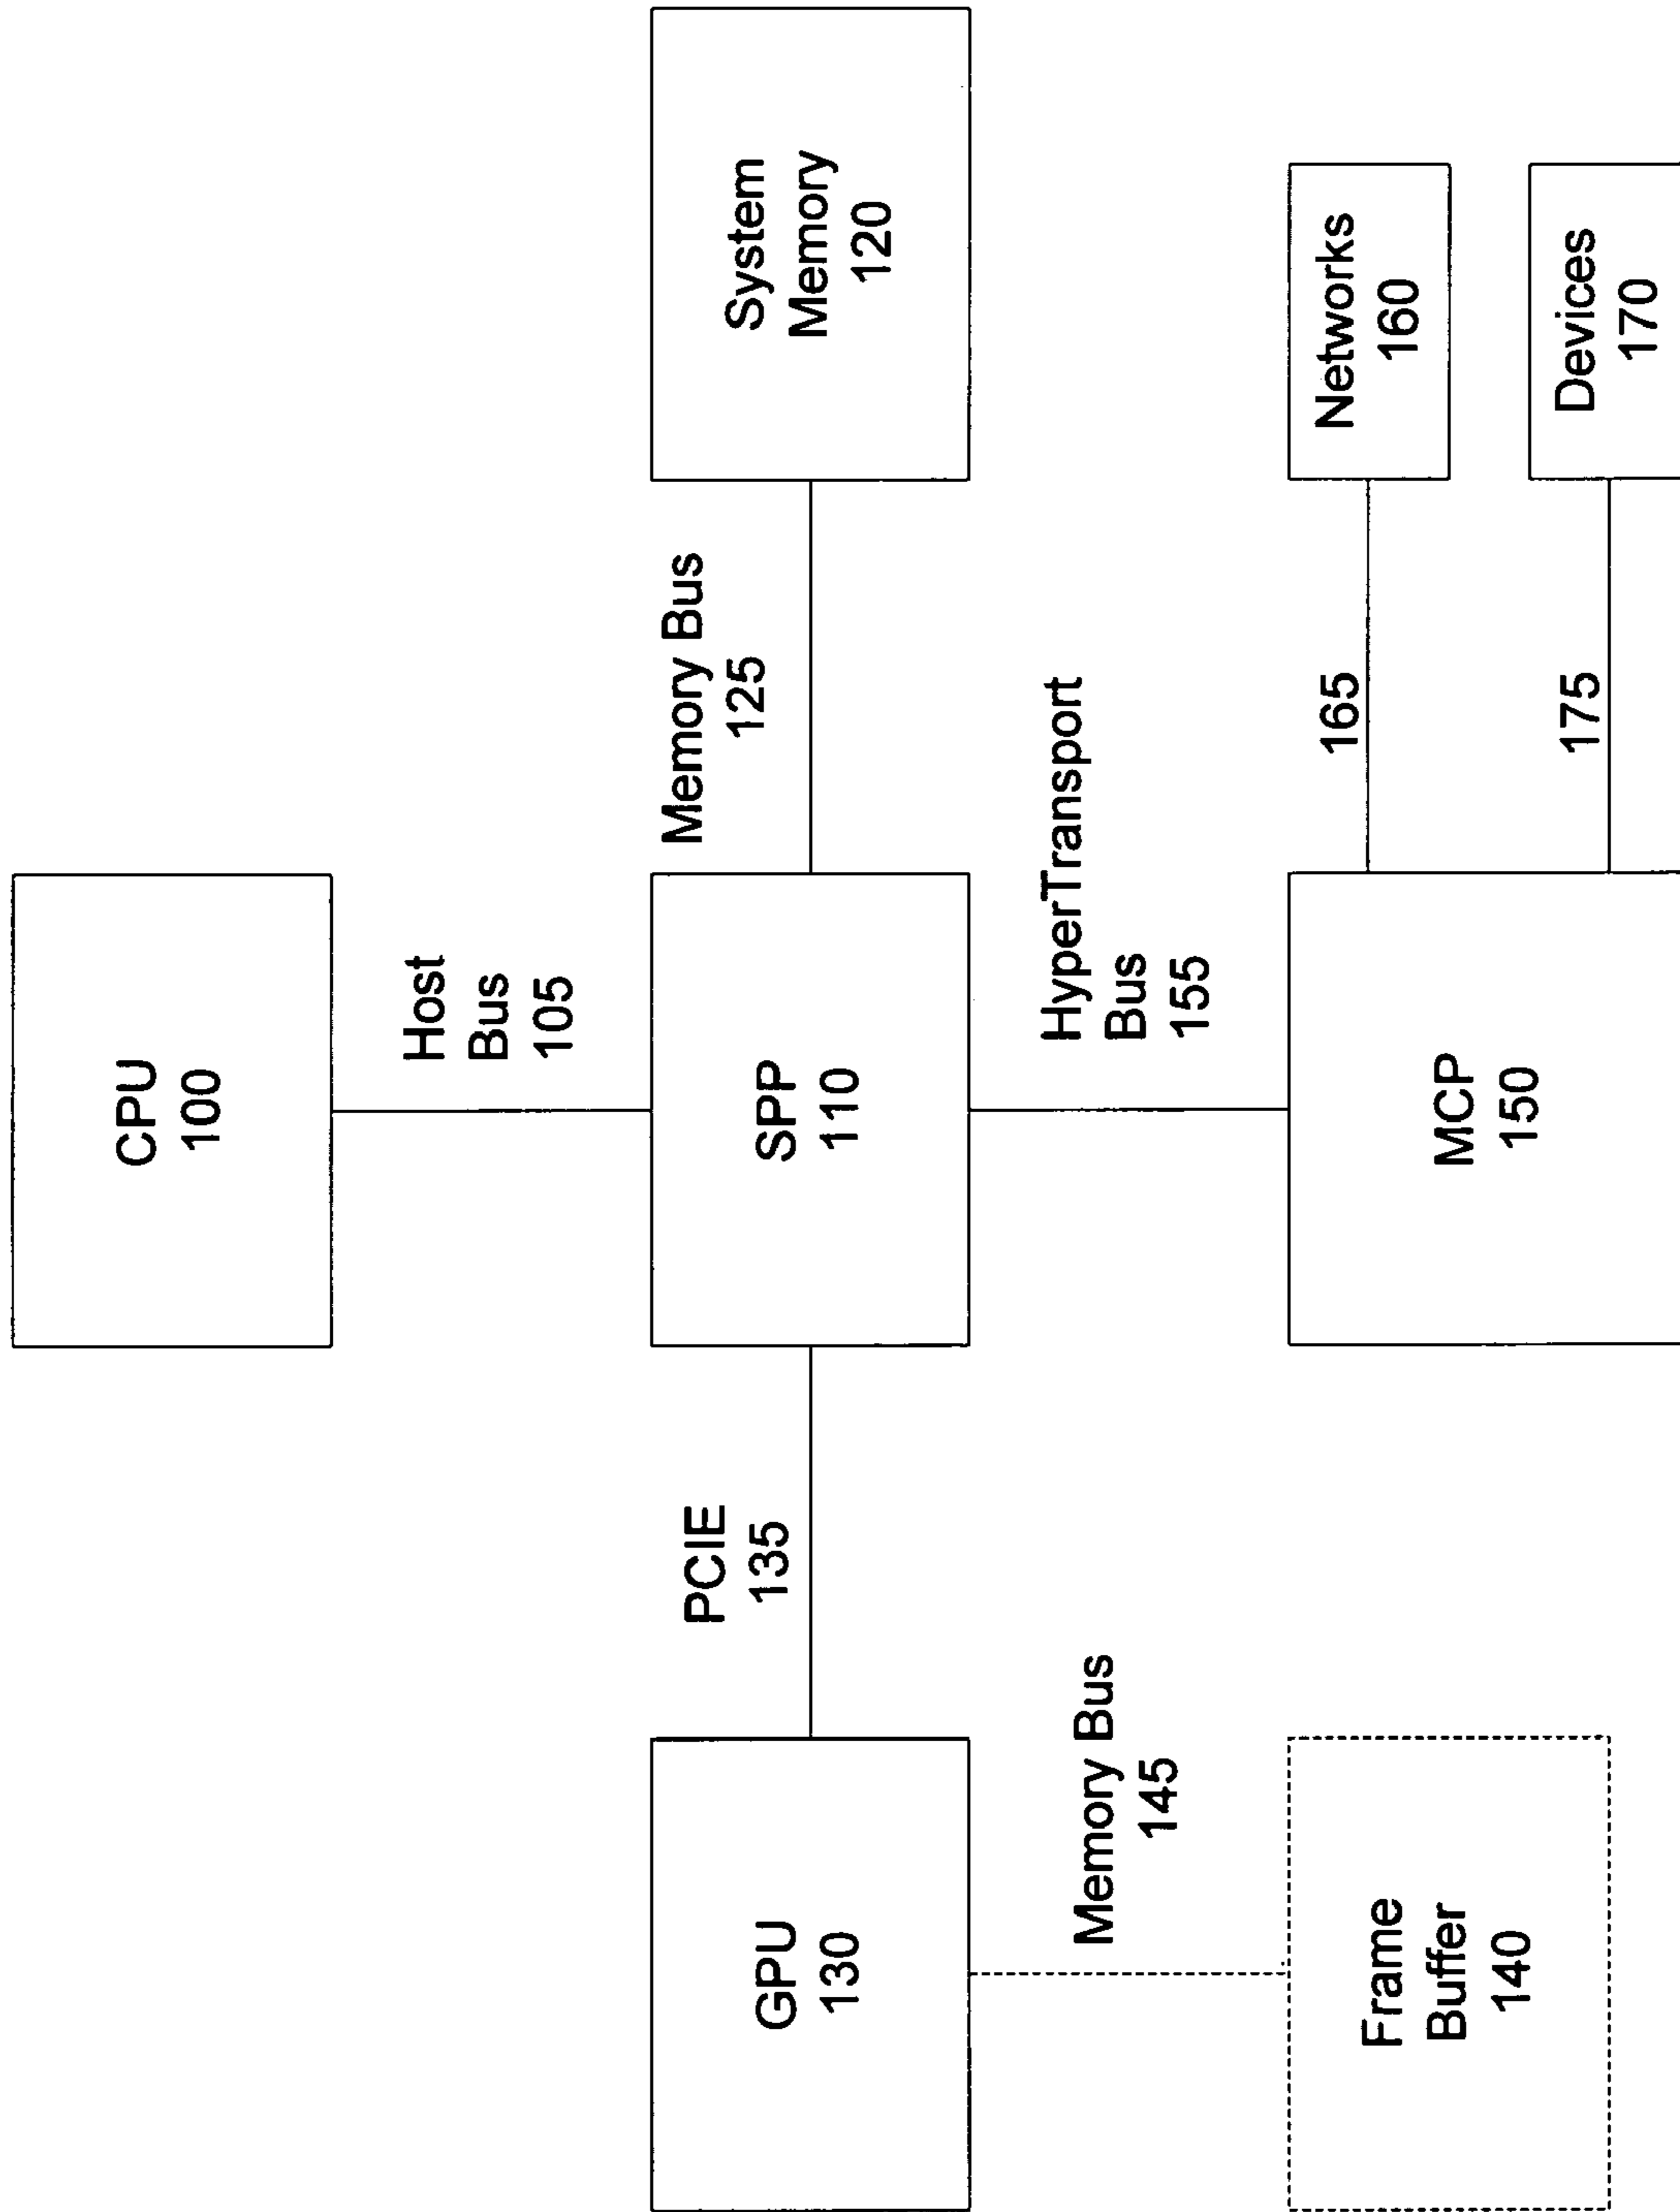 CPU
100
Host
Bus
105
GPU
130
PCIE
135
SPP
110
Memory Bus
125
System
Memory
120
Memory Bus
145
HyperTransport
Bus
155
Frame
Buffer
140
MCP
150
165
Networks
160
175
Devices
170